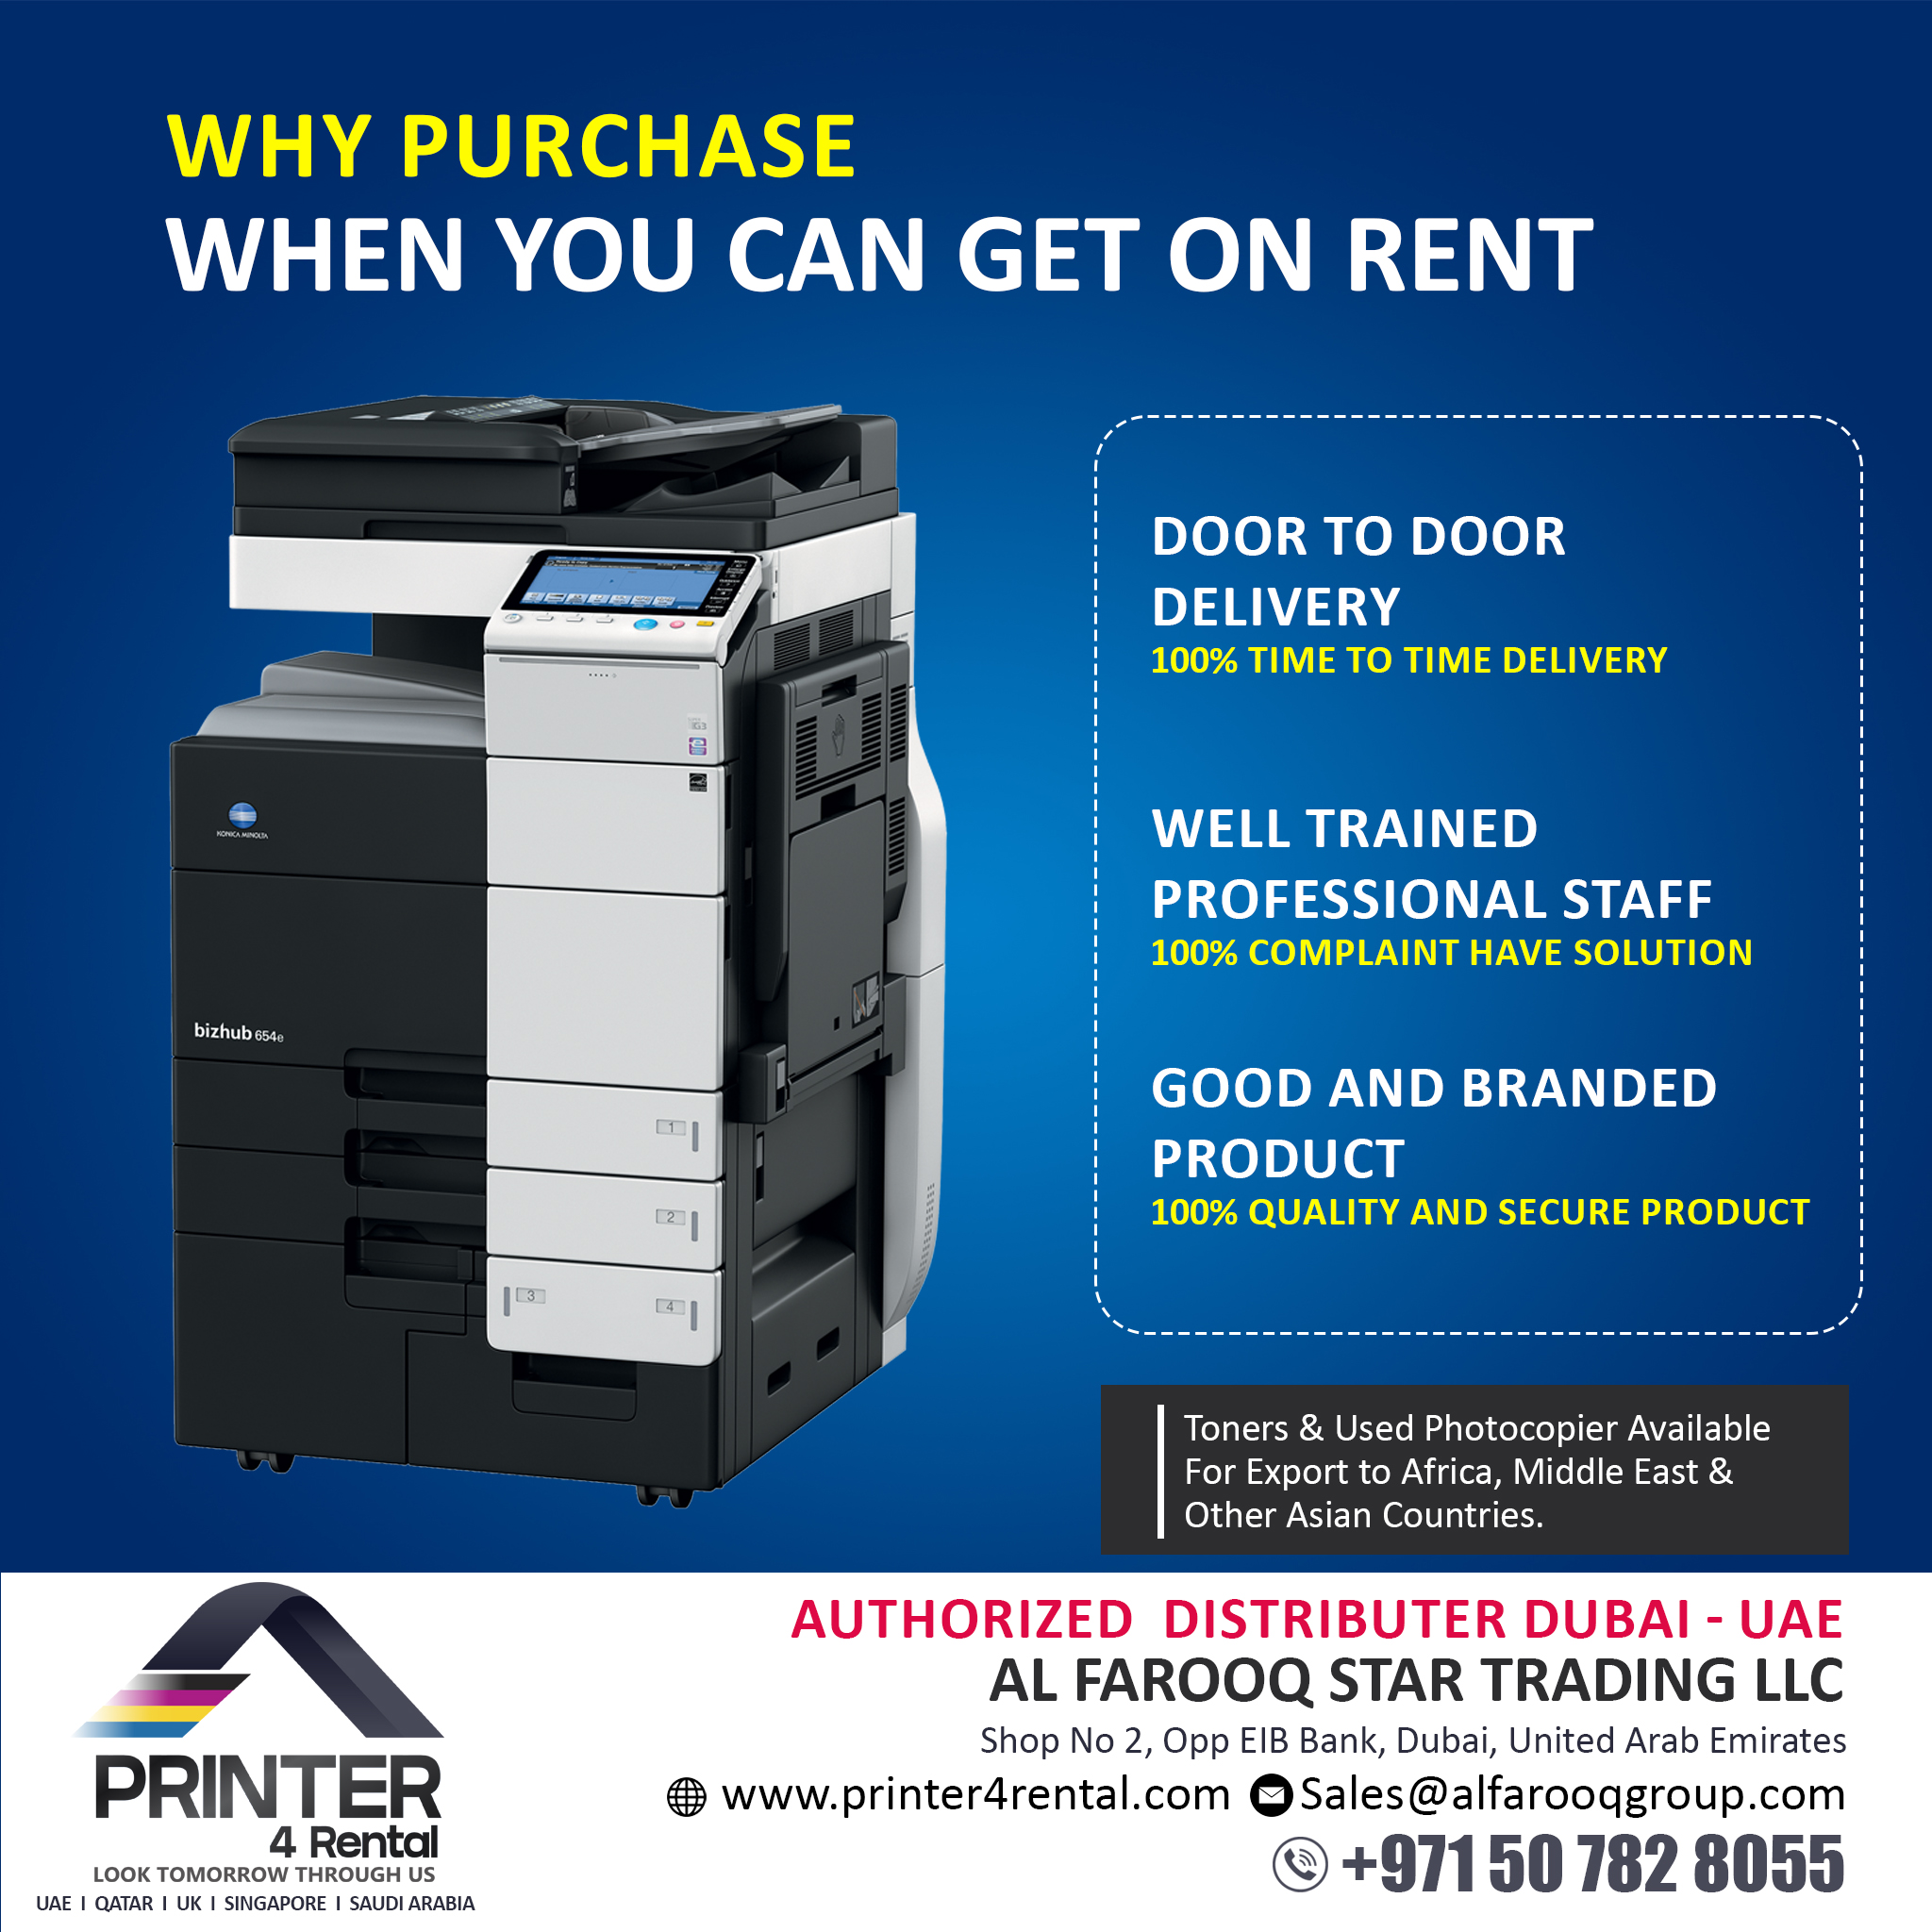 WHY PURCHASE
WHEN YOU CAN GET ON RENT
KONICA MINOLTA
bizhub 654e
1
2
3
4
DOOR TO DOOR
DELIVERY
100% TIME TO TIME DELIVERY
WELL TRAINED
PROFESSIONAL STAFF
100% COMPLAINT HAVE SOLUTION
GOOD AND BRANDED
PRODUCT
100% QUALITY AND SECURE PRODUCT
Toners & Used Photocopier Available
For Export to Africa, Middle East &
Other Asian Countries.
PRINTER
4 Rental
LOOK TOMORROW THROUGH US
UAE I QATAR I UK I SINGAPORE I SAUDI ARABIA
AUTHORIZED DISTRIBUTER DUBAI - UAE
AL FAROOQ STAR TRADING LLC
Shop No 2, Opp EIB Bank, Dubai, United Arab Emirates
www.printer4rental.com Sales@alfarooqgroup.com
+971 50 782 8055